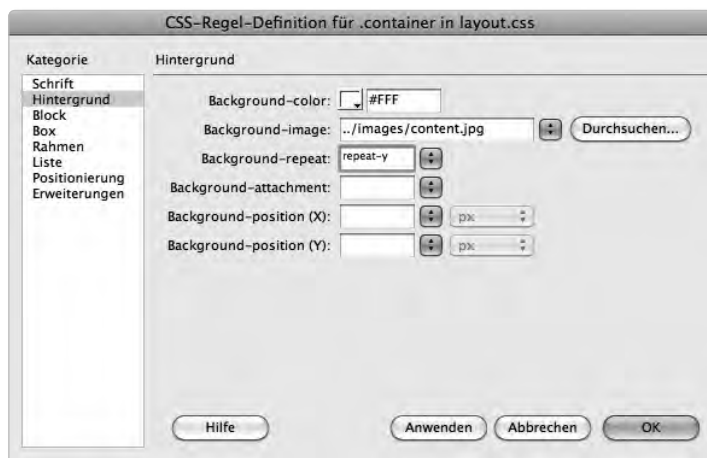 CSS-Regel-Definition für .container in layout.css
Kategorie
Schrift
Hintergrund
Block
Box
Rahmen
Liste
Positionierung
Erweiterungen
Hintergrund
Background-color: #FFF
Background-image: ../images/content.jpg Durchsuchen...
Background-repeat: repeat-y
Background-attachment:
Background-position (X): px
Background-position (Y): px
Hilfe Anwenden Abbrechen OK